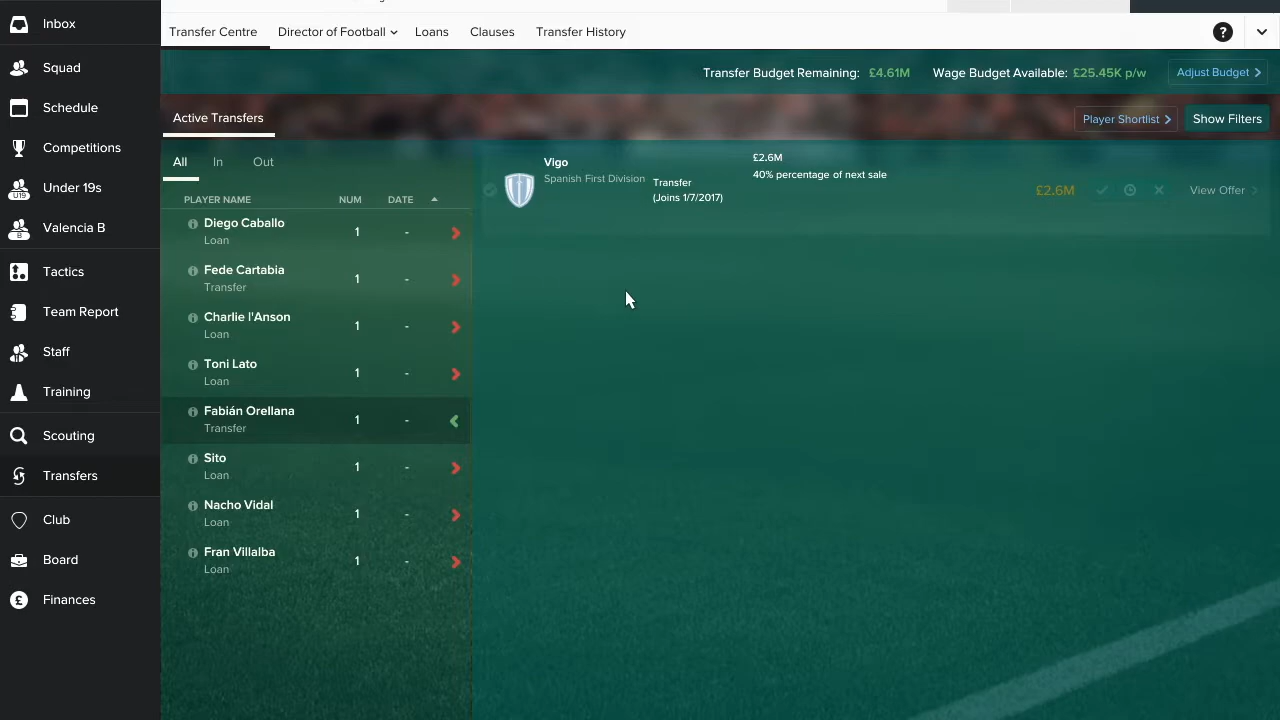 Inbox
Squad
Schedule
Competitions
Under 19s
Valencia B
Tactics
Team Report
Staff
Training
Scouting
Transfers
Club
Board
Finances
Transfer Centre Director of Football Loans Clauses Transfer History
Transfer Budget Remaining: £4.61M Wage Budget Available: £25.45K p/w Adjust Budget
Active Transfers Player Shortlist Show Filters
All In Out
PLAYER NAME NUM DATE
Diego Caballo 1 -
Loan
Fede Cartabia 1 -
Transfer
Charlie I'Anson 1 -
Loan
Toni Lato 1 -
Loan
Fabián Orellana 1 -
Transfer
Sito 1 -
Loan
Nacho Vidal 1 -
Loan
Fran Villalba 1 -
Loan
Vigo
Spanish First Division
Transfer
(Joins 1/7/2017)
£2.6M
40% percentage of next sale
£2.6M View Offer